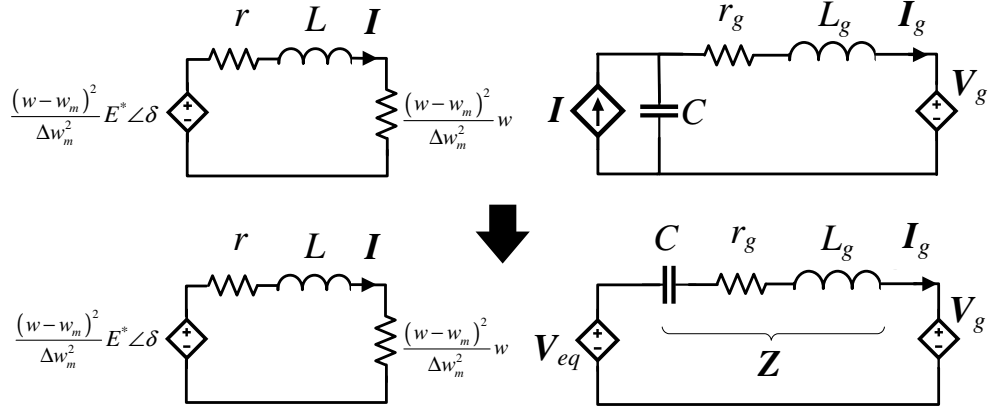 r L I
(w-w_m)^2/Δw_m^2 E*∠δ
+
-
(w-w_m)^2/Δw_m^2 w
r_g L_g I_g
I
C
+
-
V_g
r L I
(w-w_m)^2/Δw_m^2 E*∠δ
+
-
(w-w_m)^2/Δw_m^2 w
C r_g L_g I_g
V_eq
+
-
Z
+
-
V_g